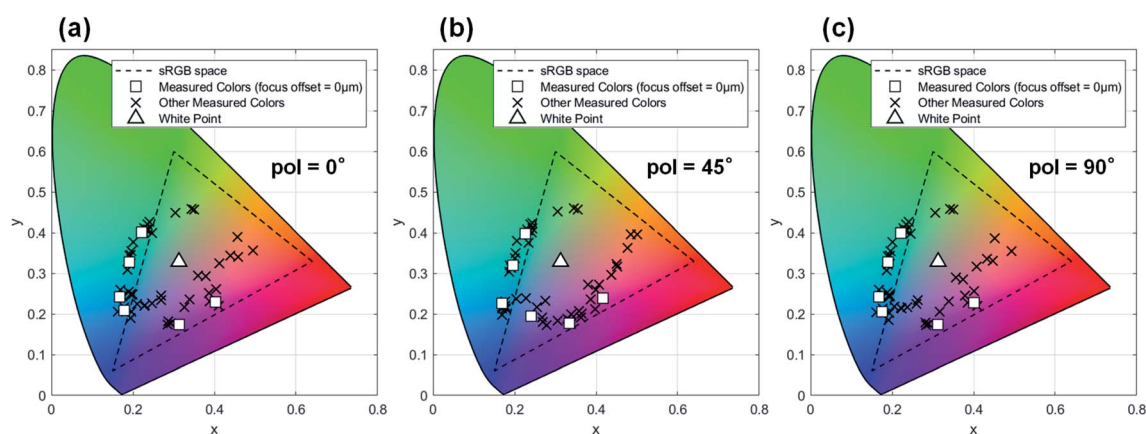 (a)
0.8
0.7
0.6
0.5
0.4
0.3
0.2
0.1
0
y
0
0.2
0.4
0.6
0.8
x
sRGB space
Measured Colors (focus offset = 0μm)
Other Measured Colors
White Point
pol = 0°
(b)
0.8
0.7
0.6
0.5
0.4
0.3
0.2
0.1
0
y
0
0.2
0.4
0.6
0.8
x
sRGB space
Measured Colors (focus offset = 0μm)
Other Measured Colors
White Point
pol = 45°
(c)
0.8
0.7
0.6
0.5
0.4
0.3
0.2
0.1
0
y
0
0.2
0.4
0.6
0.8
x
sRGB space
Measured Colors (focus offset = 0μm)
Other Measured Colors
White Point
pol = 90°